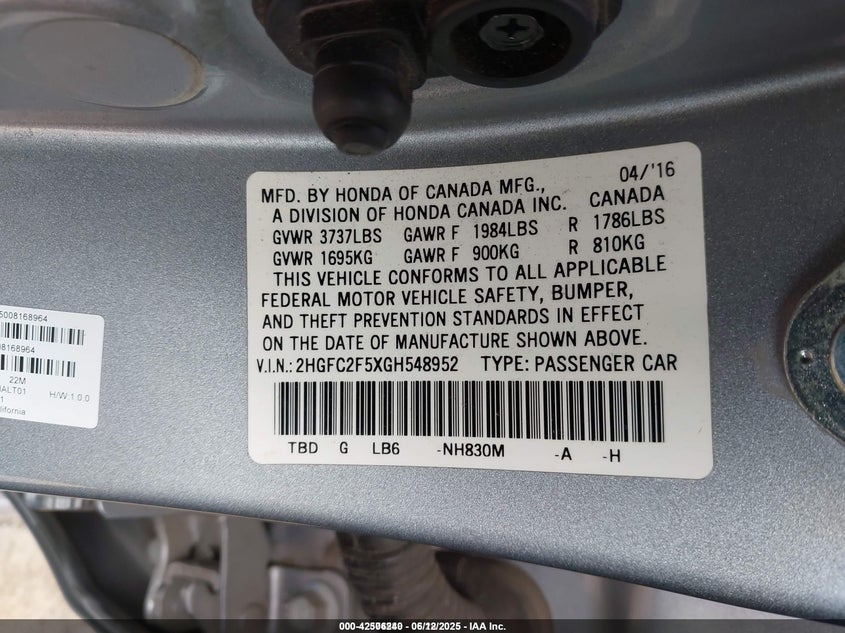 04/'16
MFD. BY HONDA OF CANADA MFG.,
A DIVISION OF HONDA CANADA INC. CANADA
GVWR 3737LBS GAWR F 1984LBS R 1786LBS
GVWR 1695KG GAWR F 900KG R 810KG
THIS VEHICLE CONFORMS TO ALL APPLICABLE
FEDERAL MOTOR VEHICLE SAFETY, BUMPER,
AND THEFT PREVENTION STANDARDS IN EFFECT
ON THE DATE OF MANUFACTURE SHOWN ABOVE.
V.I.N.: 2HGFC2F5XGH548952 TYPE: PASSENGER CAR
TBD G LB6 -NH830M -A -H
5008168964
8168964
22M
ALT01 H/W 1.0.0
1
lifornia
IAA Inc.